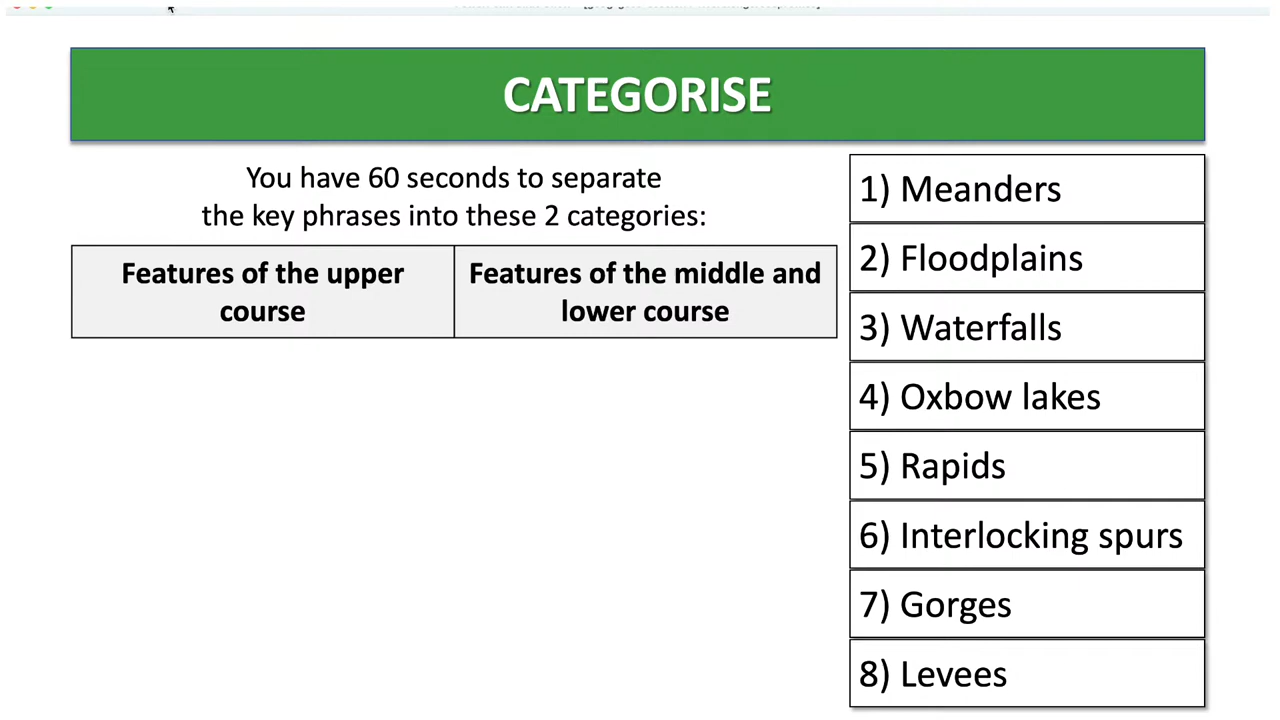 CATEGORISE
You have 60 seconds to separate
the key phrases into these 2 categories:
Features of the upper
course
Features of the middle and
lower course
1) Meanders
2) Floodplains
3) Waterfalls
4) Oxbow lakes
5) Rapids
6) Interlocking spurs
7) Gorges
8) Levees